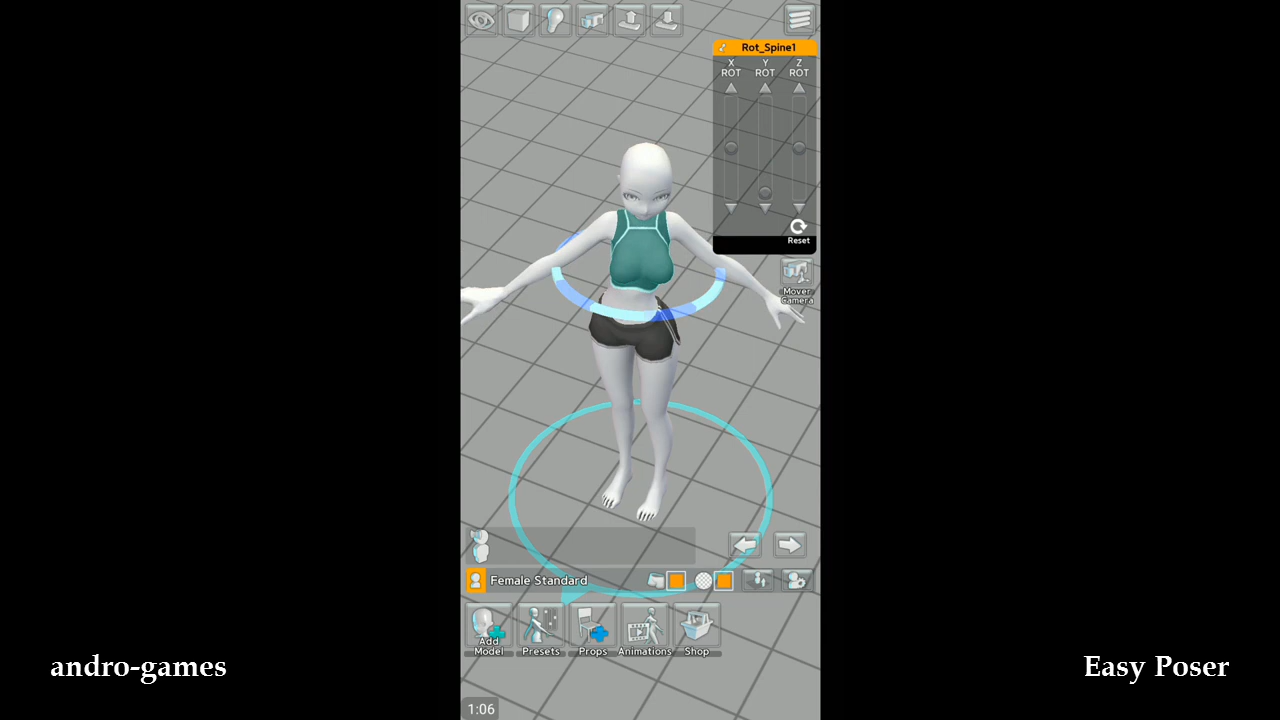 Rot_Spine1
X Y Z
ROT ROT ROT
Reset
Mover
Camera
Female Standard
Add
Model
Presets
Props
Animations
Shop
andro-games
Easy Poser
1:06